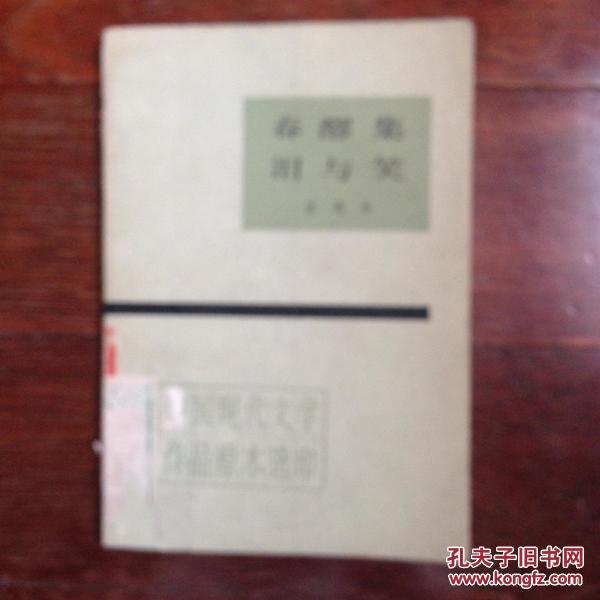 春醪集
泪与笑
国现代文学
作品原本选印
孔夫子旧书网
www.kongfz.com